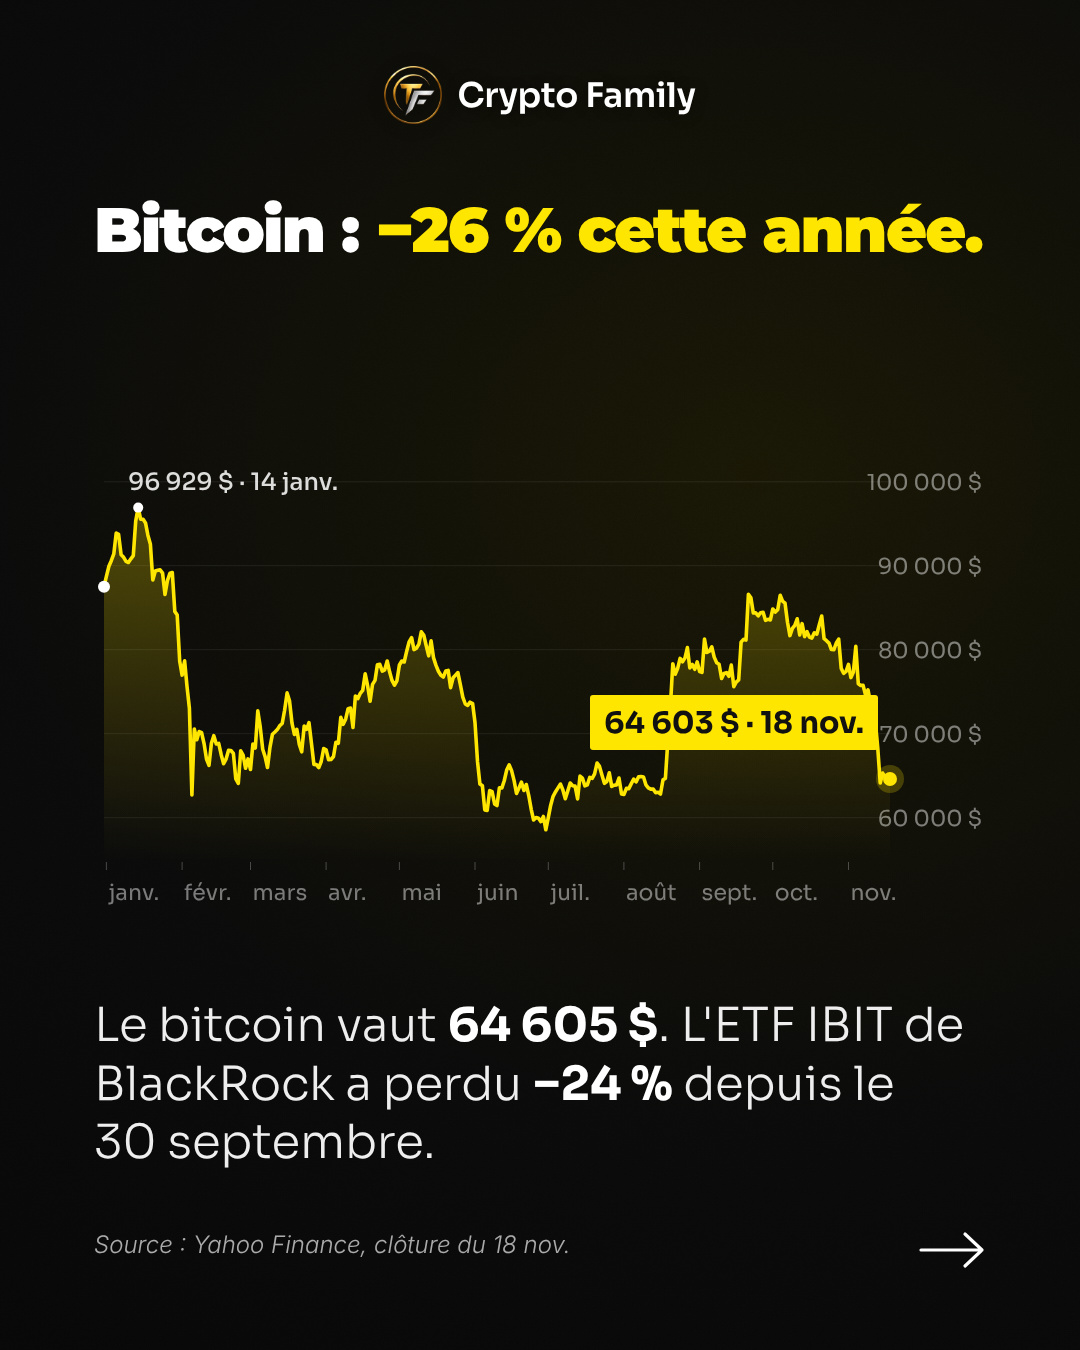 TF Crypto Family
Bitcoin : −26 % cette année.
96 929 $ · 14 janv.
100 000 $
90 000 $
80 000 $
64 603 $ · 18 nov.
70 000 $
60 000 $
janv. févr. mars avr. mai juin juil. août sept. oct. nov.
Le bitcoin vaut 64 605 $. L'ETF IBIT de
BlackRock a perdu −24 % depuis le
30 septembre.
Source : Yahoo Finance, clôture du 18 nov.